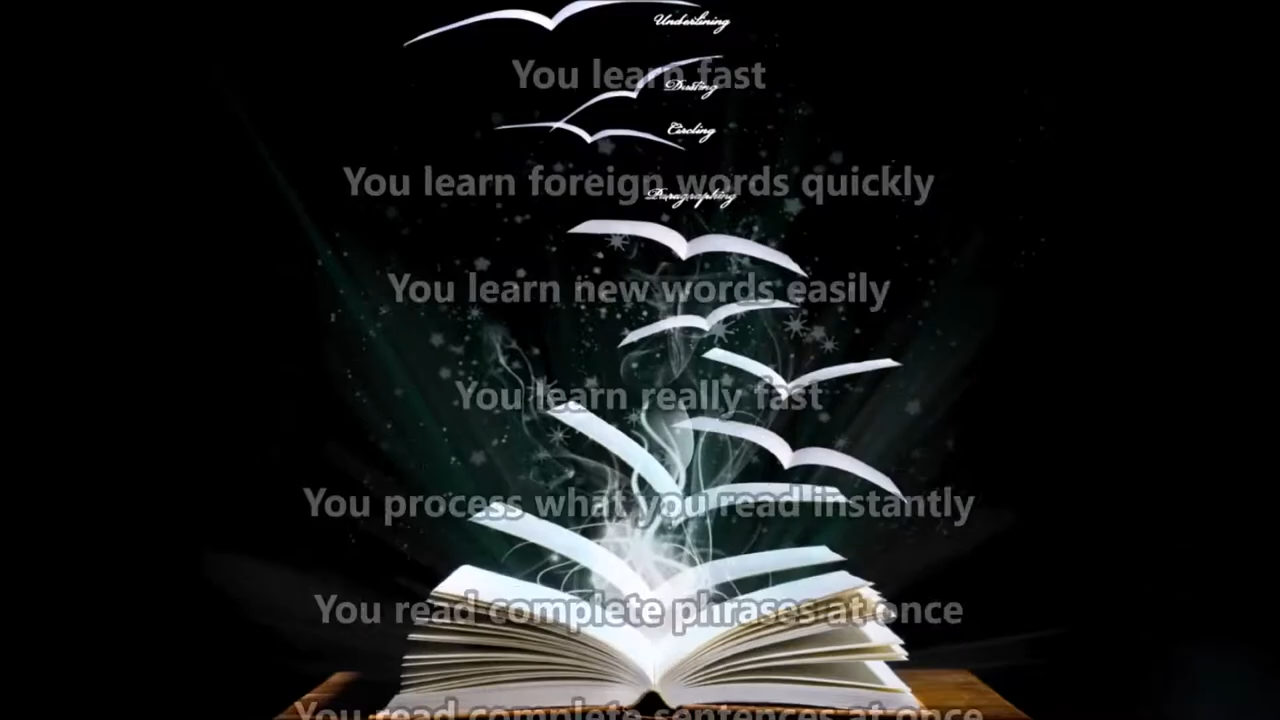 Underlining
You learn fast
Dusting
Circling
You learn foreign words quickly
Paragraphing
You learn new words easily
You learn really fast
You process what you read instantly
You read complete phrases at once
You read complete sentences at once